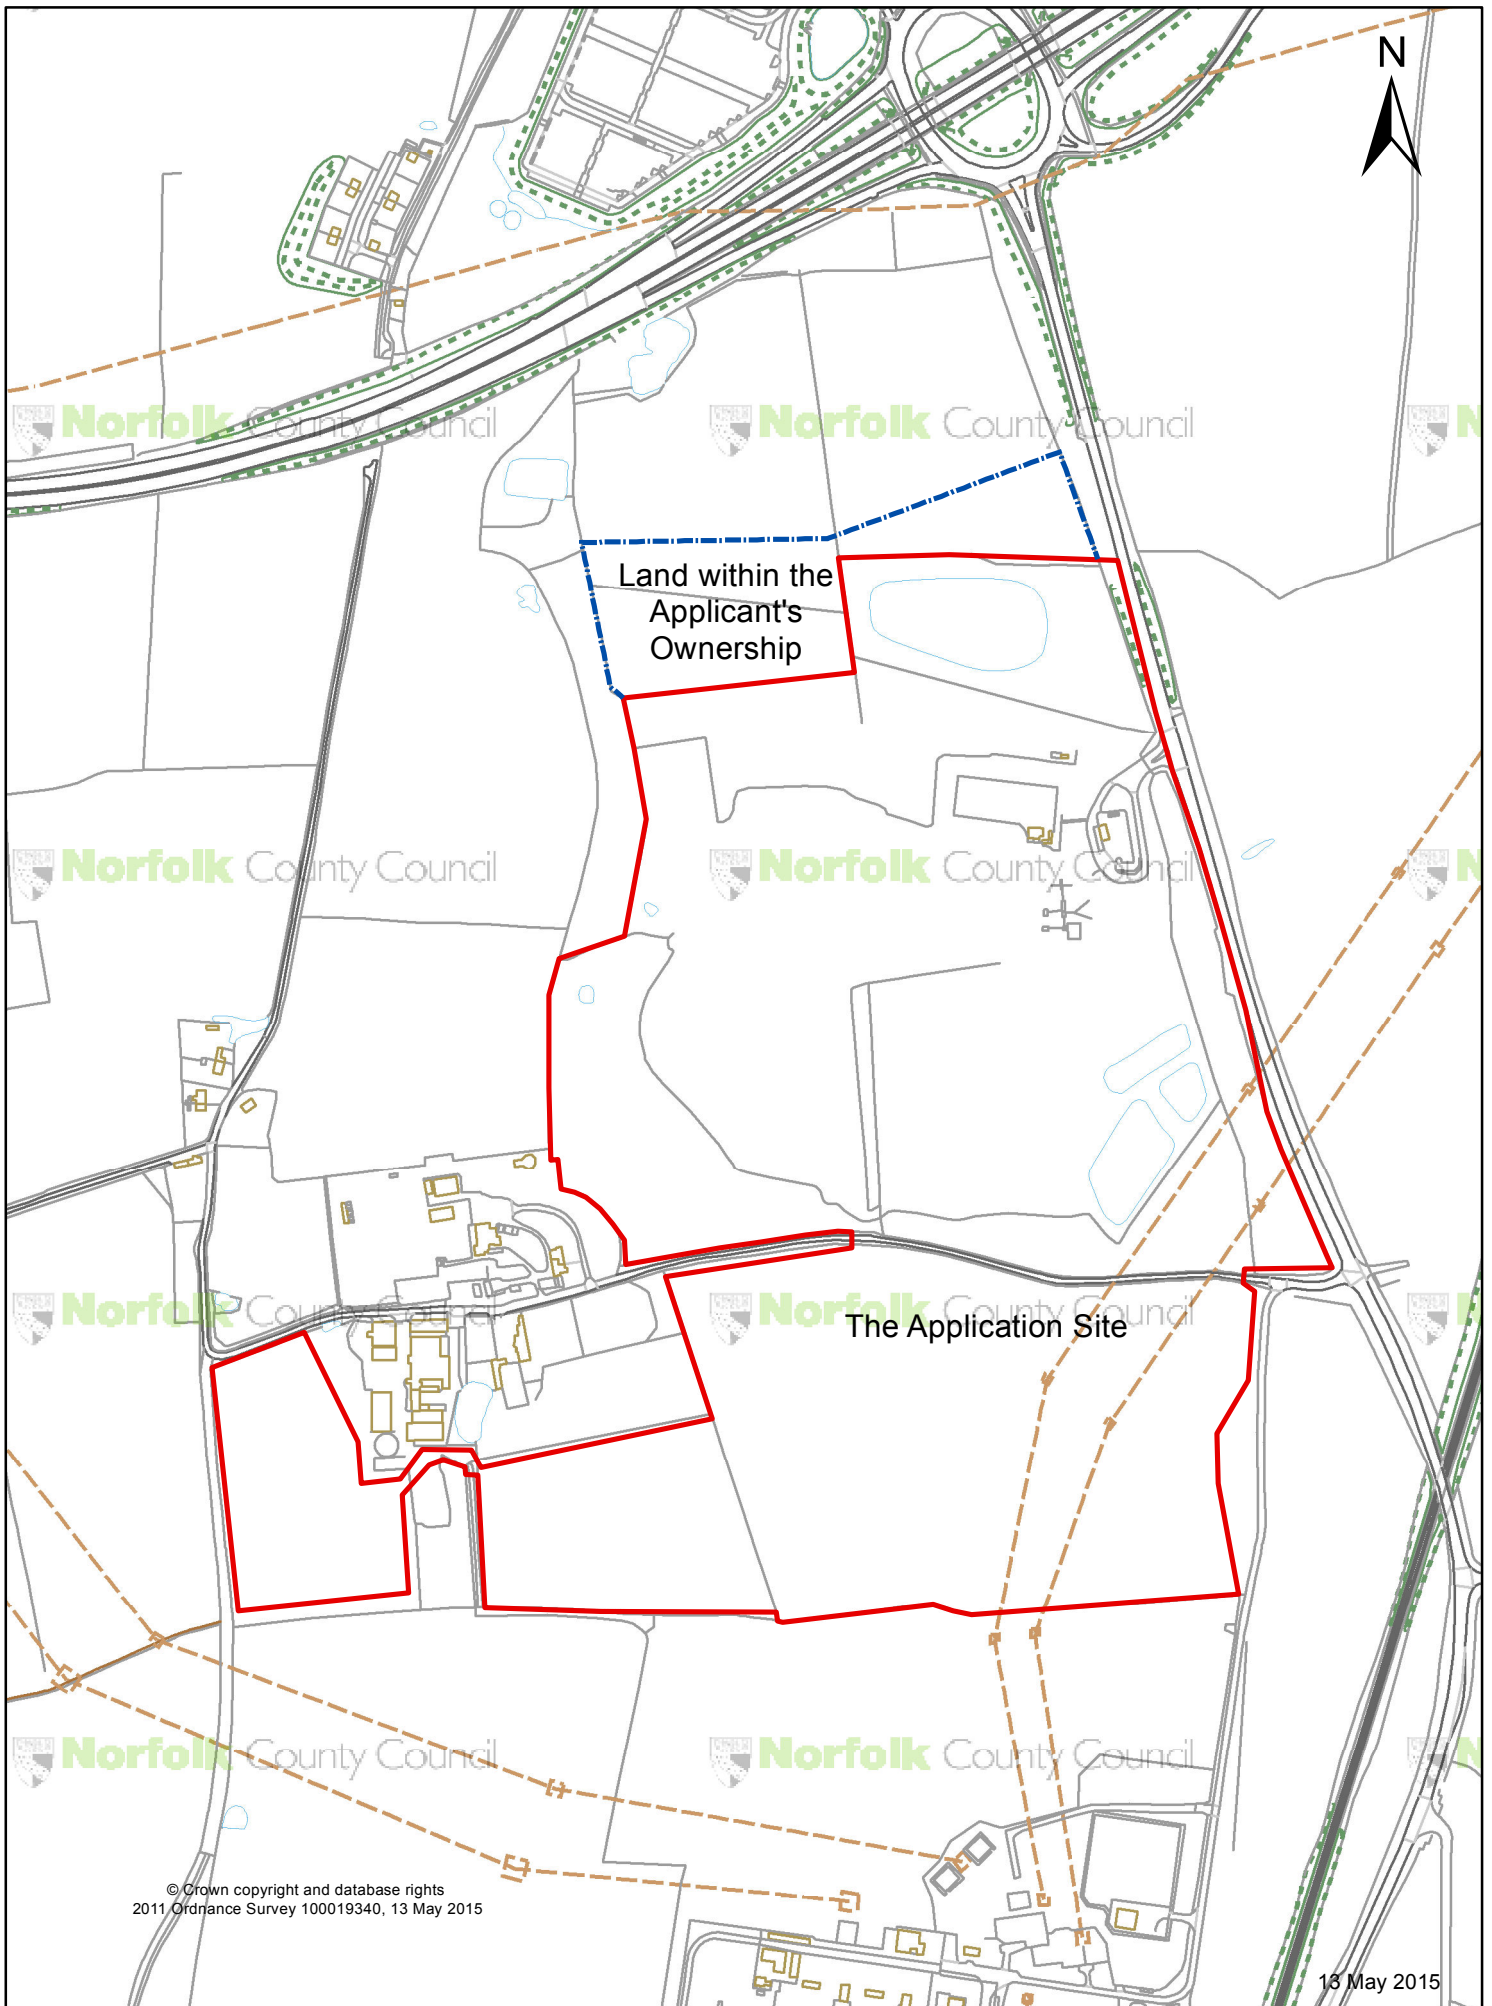 N
Norfolk County Council
Norfolk County Council
N
Land within the
Applicant's
Ownership
Norfolk County Council
Norfolk County Council
N
Norfolk County Council
Norfolk County Council
N
The Application Site
Norfolk County Council
Norfolk County Council
N
© Crown copyright and database rights
2011 Ordnance Survey 100019340, 13 May 2015
13 May 2015